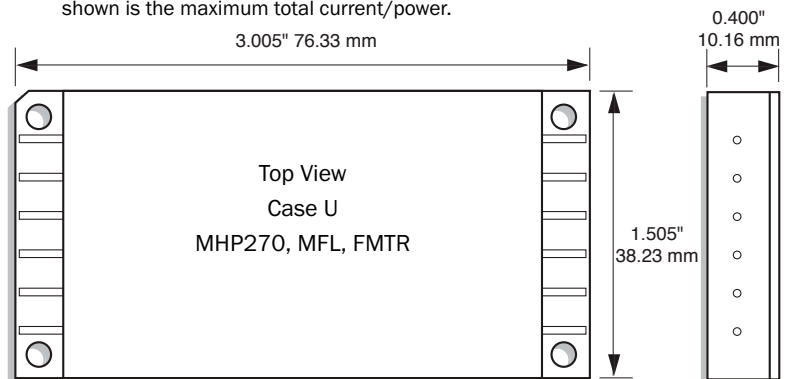 shown is the maximum total current/power.
3.005" 76.33 mm
0.400"
10.16 mm
Top View
Case U
MHP270, MFL, FMTR
1.505"
38.23 mm